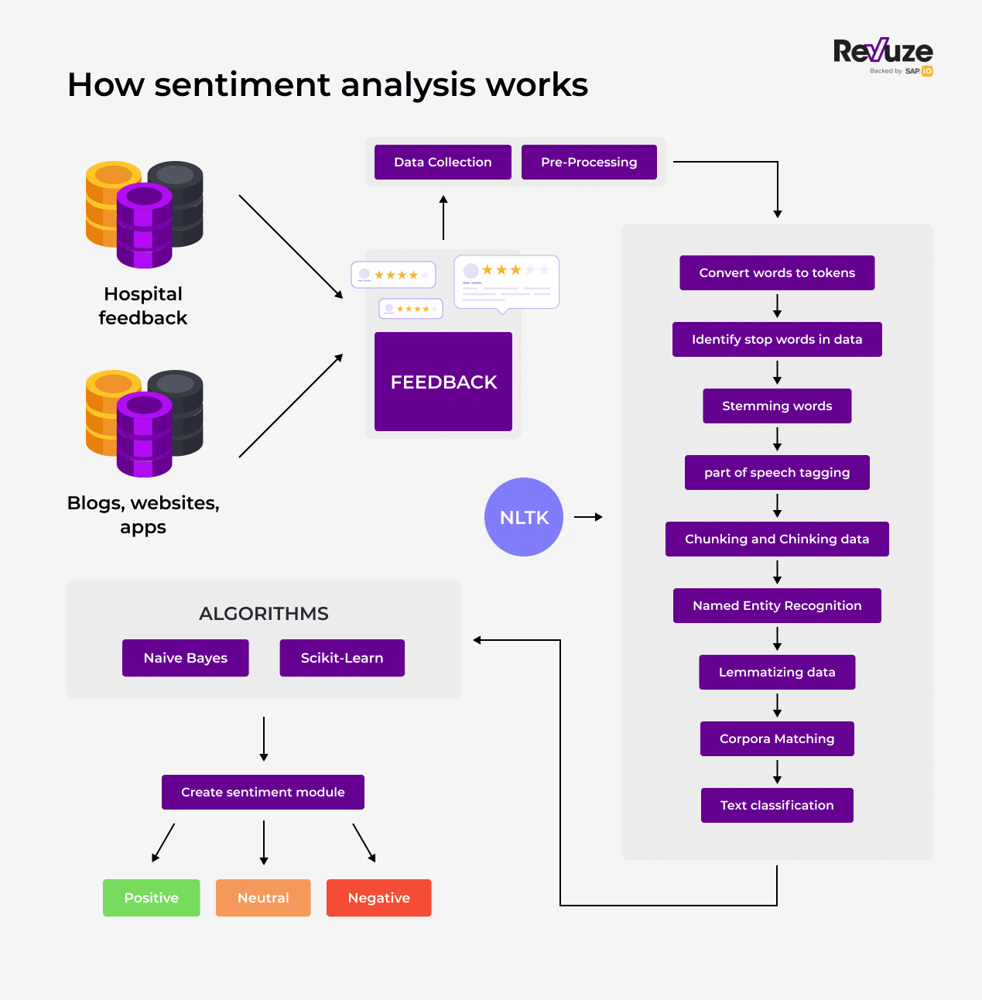 Revuze
Backed by SAP iO
How sentiment analysis works
Data Collection
Pre-Processing
Hospital
feedback
FEEDBACK
Blogs, websites,
apps
NLTK
Convert words to tokens
Identify stop words in data
Stemming words
part of speech tagging
Chunking and Chinking data
Named Entity Recognition
Lemmatizing data
Corpora Matching
Text classification
ALGORITHMS
Naive Bayes
Scikit-Learn
Create sentiment module
Positive
Neutral
Negative